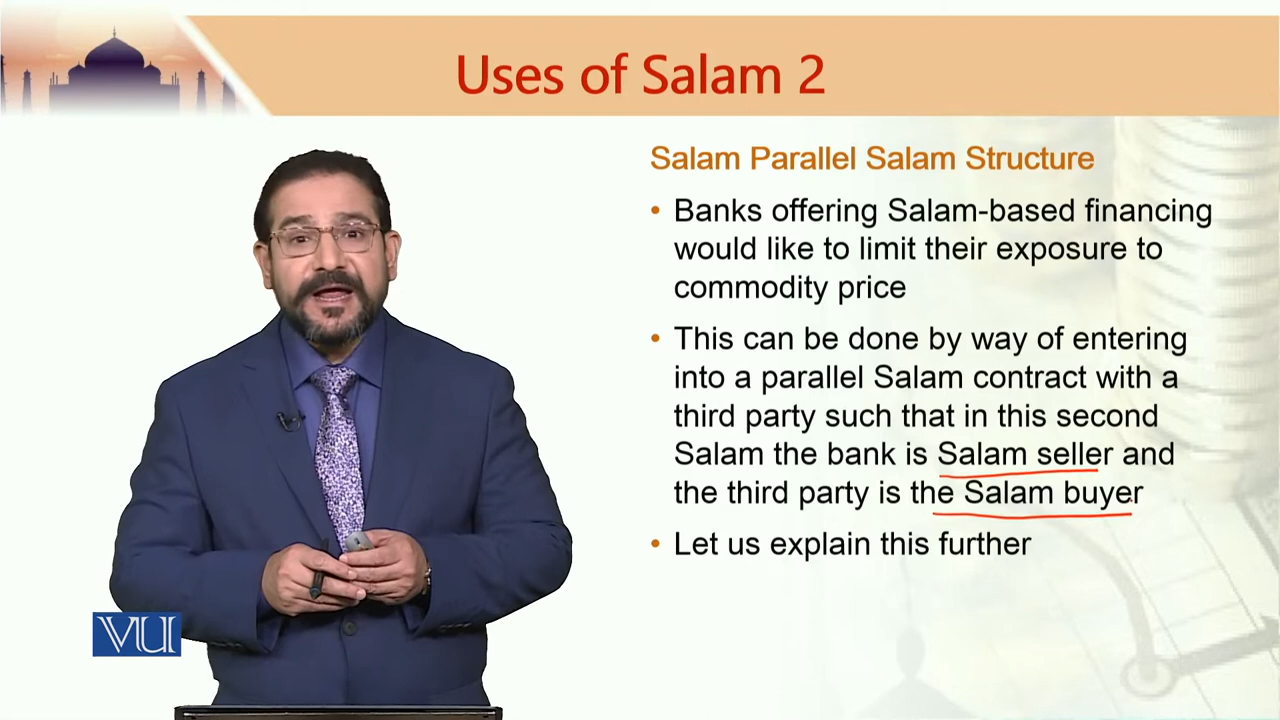 Uses of Salam 2
Salam Parallel Salam Structure
• Banks offering Salam-based financing
would like to limit their exposure to
commodity price
• This can be done by way of entering
into a parallel Salam contract with a
third party such that in this second
Salam the bank is Salam seller and
the third party is the Salam buyer
• Let us explain this further
VU